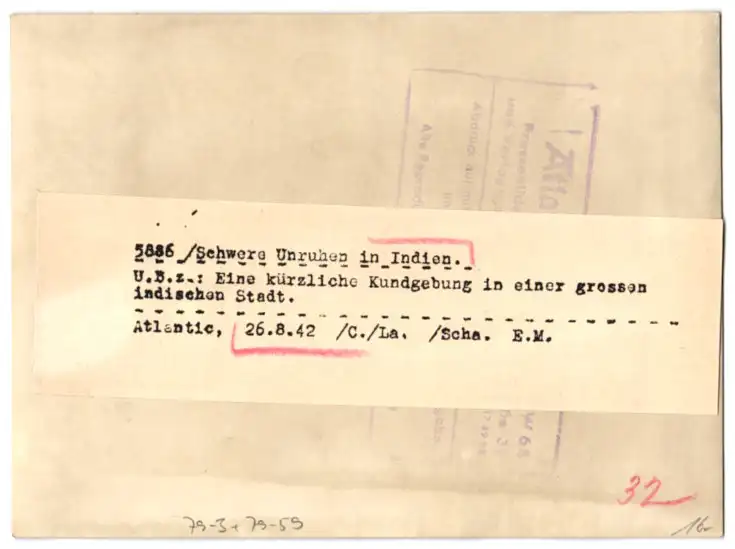 5886 /Schwere Unruhen in Indien.
U.B.z.: Eine kürzliche Kundgebung in einer grossen
indischen Stadt.
Atlantic, 26.8.42 /C./La. /Scha. E.M.
32
79-3+79-59
16